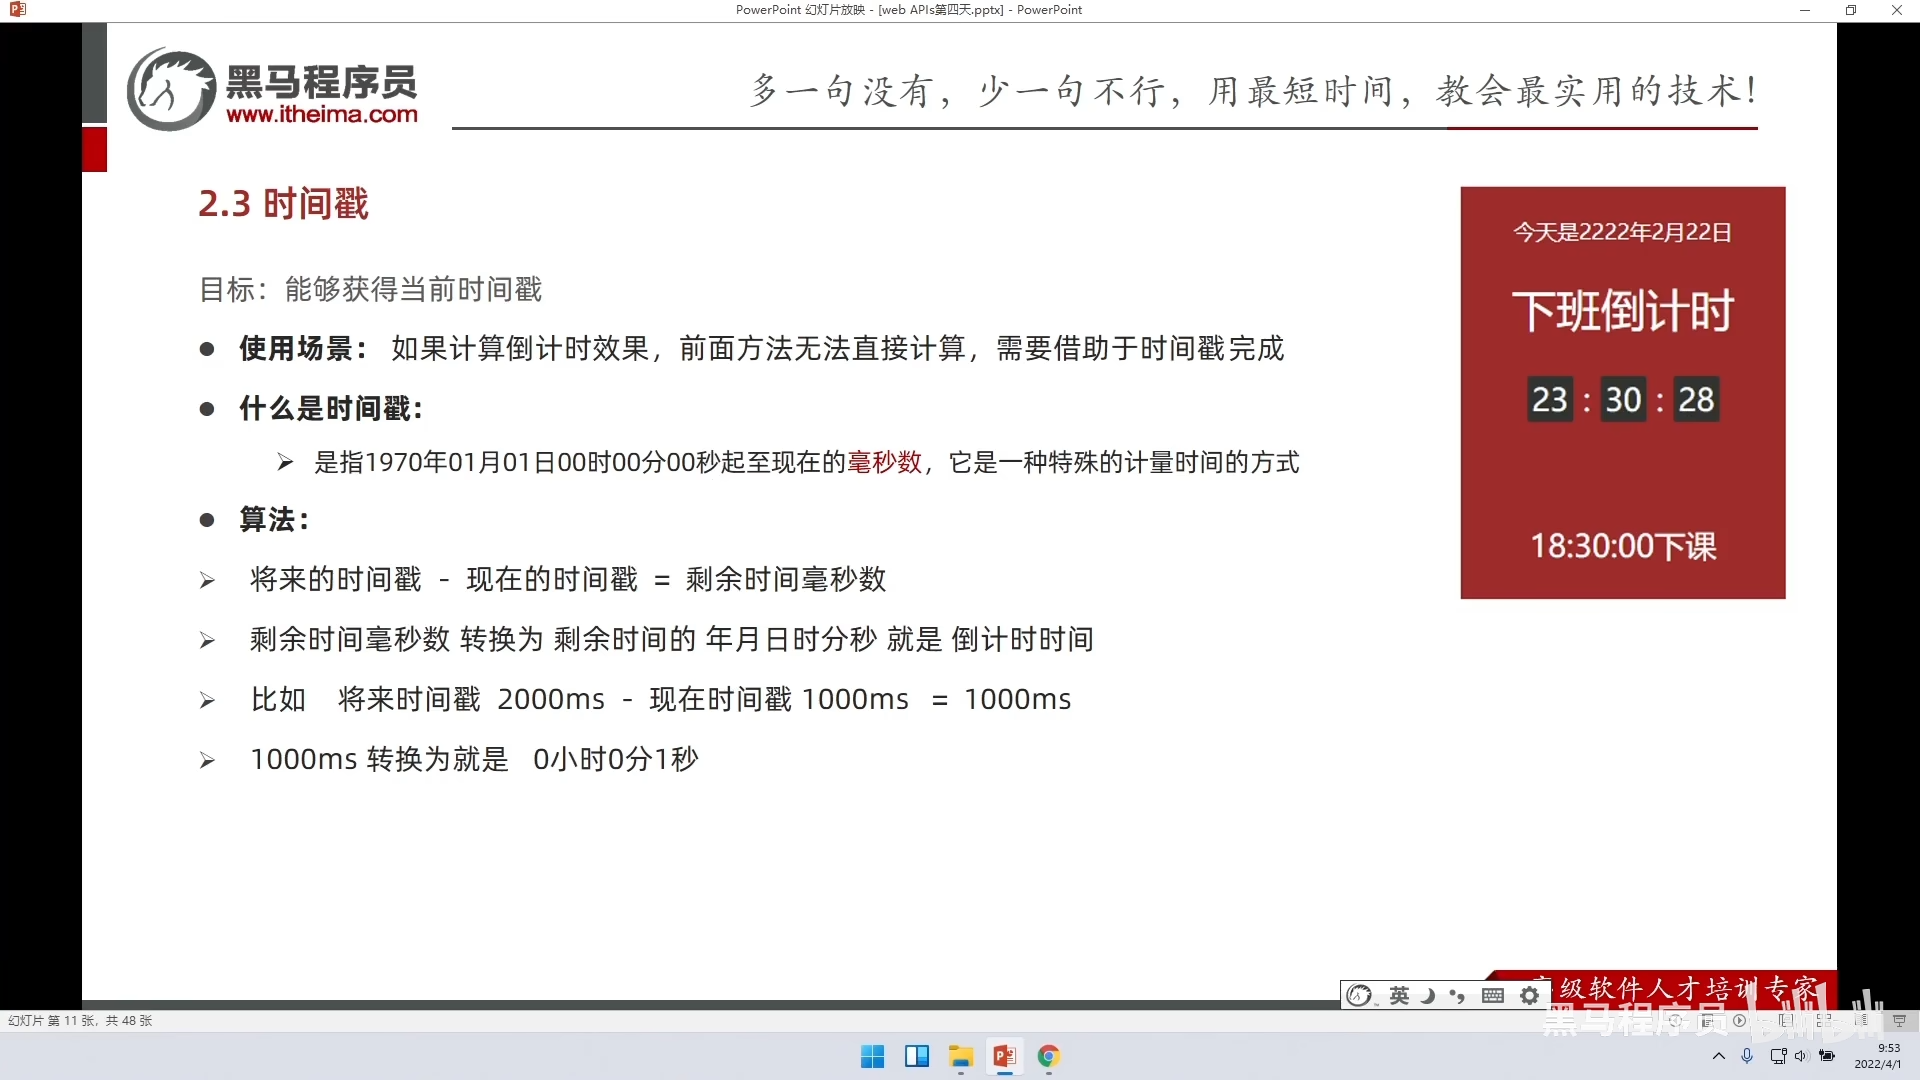 PowerPoint 幻灯片放映 - [web APIs第四天.pptx] - PowerPoint
黑马程序员
www.itheima.com
多一句没有，少一句不行，用最短时间，教会最实用的技术！
2.3 时间戳
目标：能够获得当前时间戳
● 使用场景： 如果计算倒计时效果，前面方法无法直接计算，需要借助于时间戳完成
● 什么是时间戳：
➢ 是指1970年01月01日00时00分00秒起至现在的毫秒数，它是一种特殊的计量时间的方式
● 算法：
➢ 将来的时间戳 - 现在的时间戳 = 剩余时间毫秒数
➢ 剩余时间毫秒数 转换为 剩余时间的 年月日时分秒 就是 倒计时时间
➢ 比如 将来时间戳 2000ms - 现在时间戳 1000ms = 1000ms
➢ 1000ms 转换为就是 0小时0分1秒
今天是2222年2月22日
下班倒计时
23 : 30 : 28
18:30:00下课
英
级软件人才培训专家
黑马程序员
幻灯片 第 11 张，共 48 张
9:53
2022/4/1